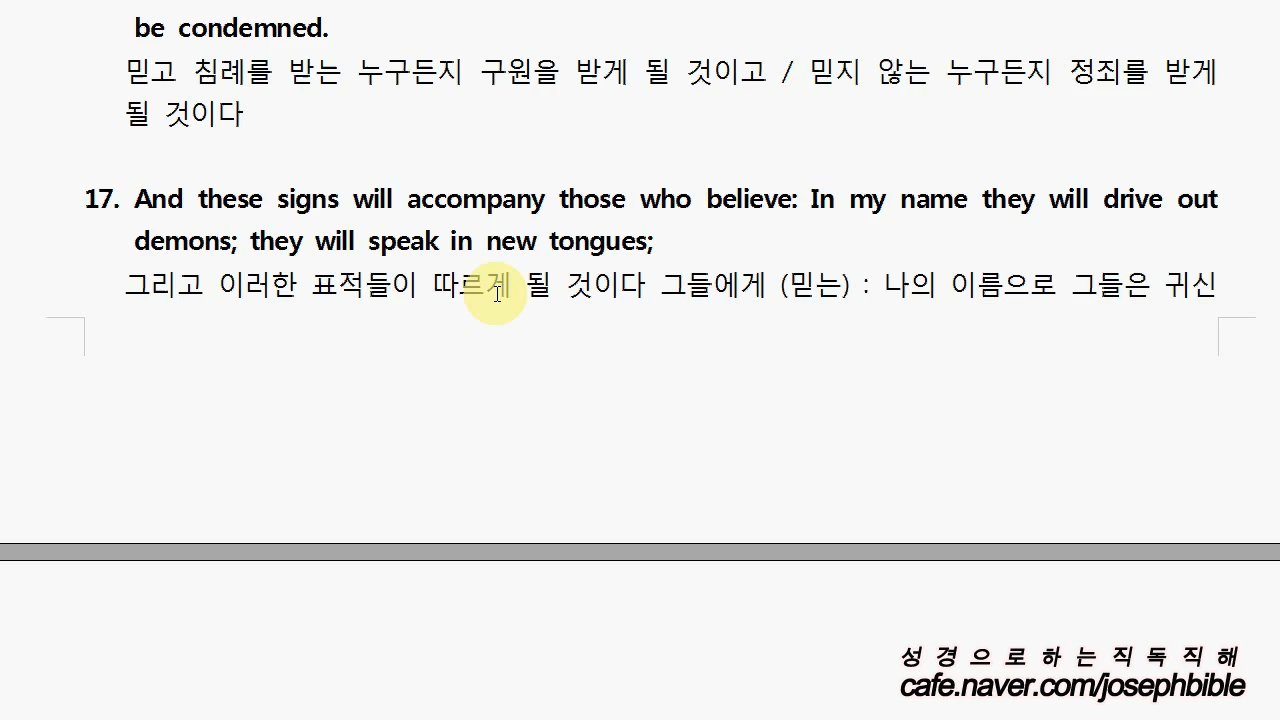 be condemned.
믿고 침례를 받는 누구든지 구원을 받게 될 것이고 / 믿지 않는 누구든지 정죄를 받게
될 것이다
17. And these signs will accompany those who believe: In my name they will drive out
demons; they will speak in new tongues;
그리고 이러한 표적들이 따르게 될 것이다 그들에게 (믿는) : 나의 이름으로 그들은 귀신
성경으로하는직독직해
cafe.naver.com/josephbible